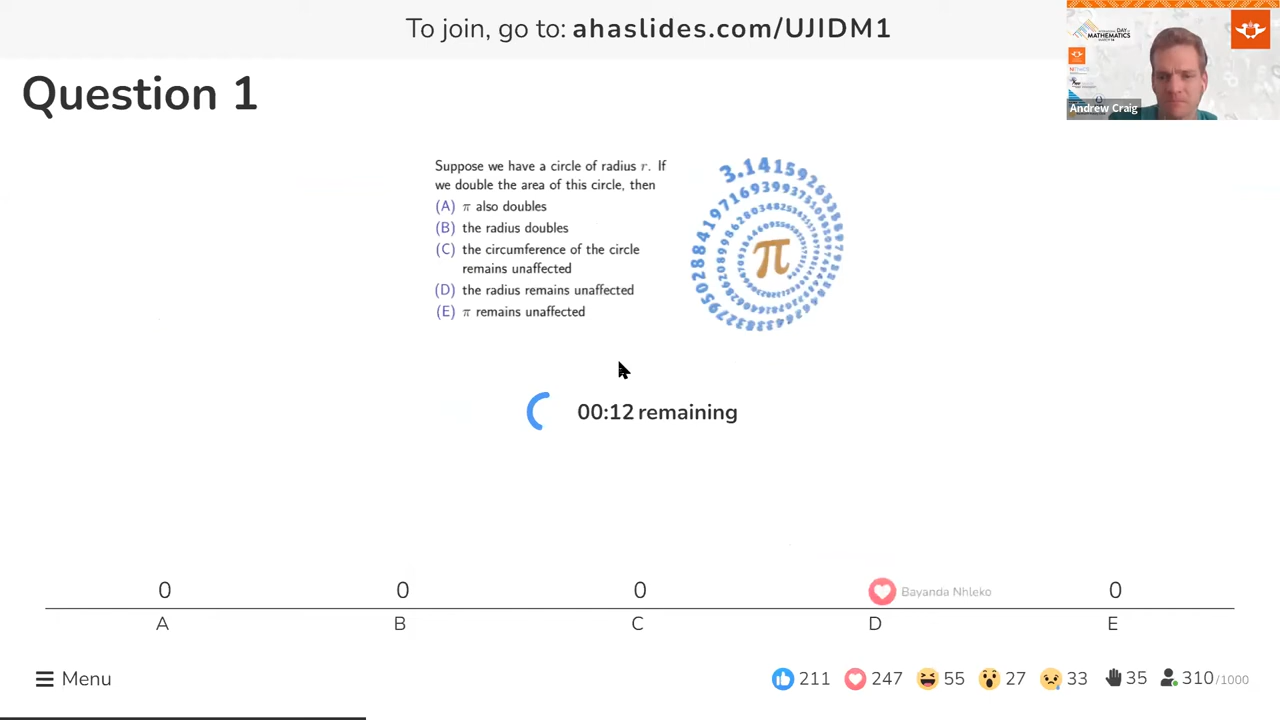 To join, go to: ahaslides.com/UJIDM1
DAY
MATHEMATICS
Andrew Craig
Question 1
Suppose we have a circle of radius r. If
we double the area of this circle, then
(A) π also doubles
(B) the radius doubles
(C) the circumference of the circle
remains unaffected
(D) the radius remains unaffected
(E) π remains unaffected
π
00:12 remaining
0
0
0
Bayanda Nhleko
0
A
B
C
D
E
Menu
211
247
55
27
33
35
310/1000